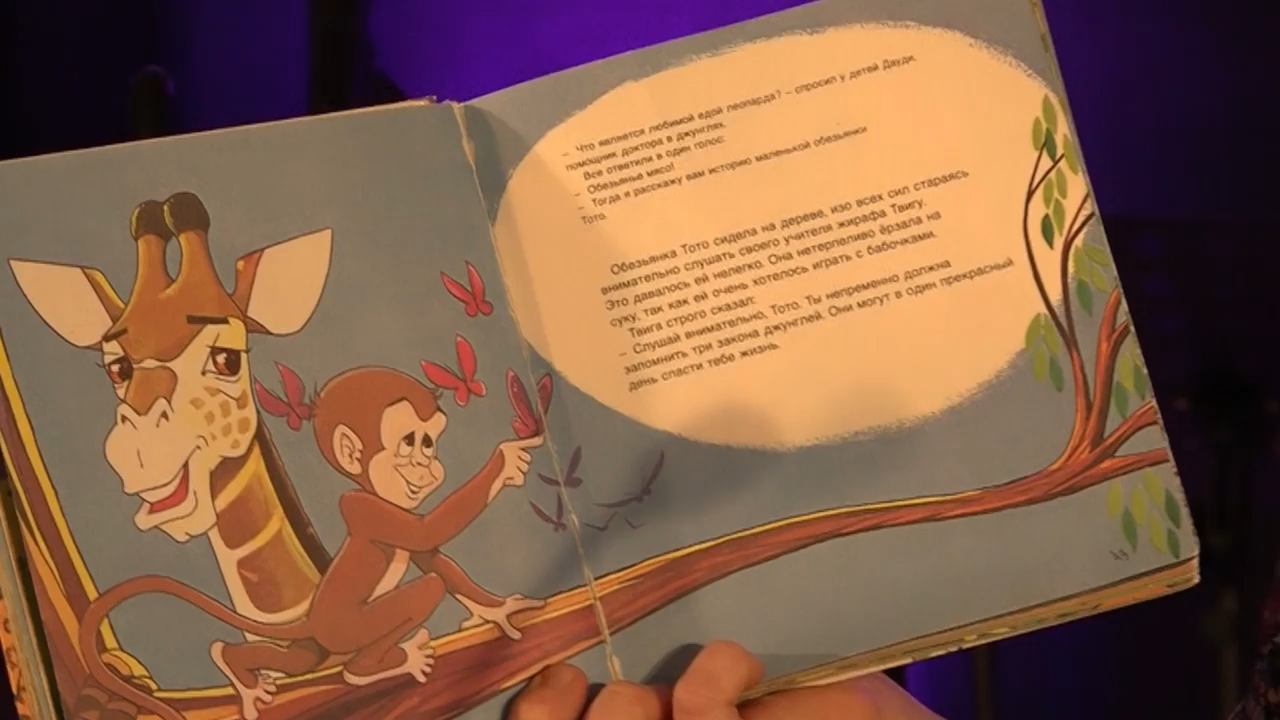 – Что является любимой едой леопарда? – спросил у детей Дауди,
помощник доктора в джунглях.
Все ответили в один голос:
– Обезьянье мясо!
– Тогда я расскажу вам историю маленькой обезьянки
Тото.
Обезьянка Тото сидела на дереве, изо всех сил стараясь
внимательно слушать своего учителя жирафа Твигу.
Это давалось ей нелегко. Она нетерпеливо ёрзала на
суку, так как ей очень хотелось играть с бабочками.
Твига строго сказал:
– Слушай внимательно, Тото. Ты непременно должна
запомнить три закона джунглей. Они могут в один прекрасный
день спасти тебе жизнь.